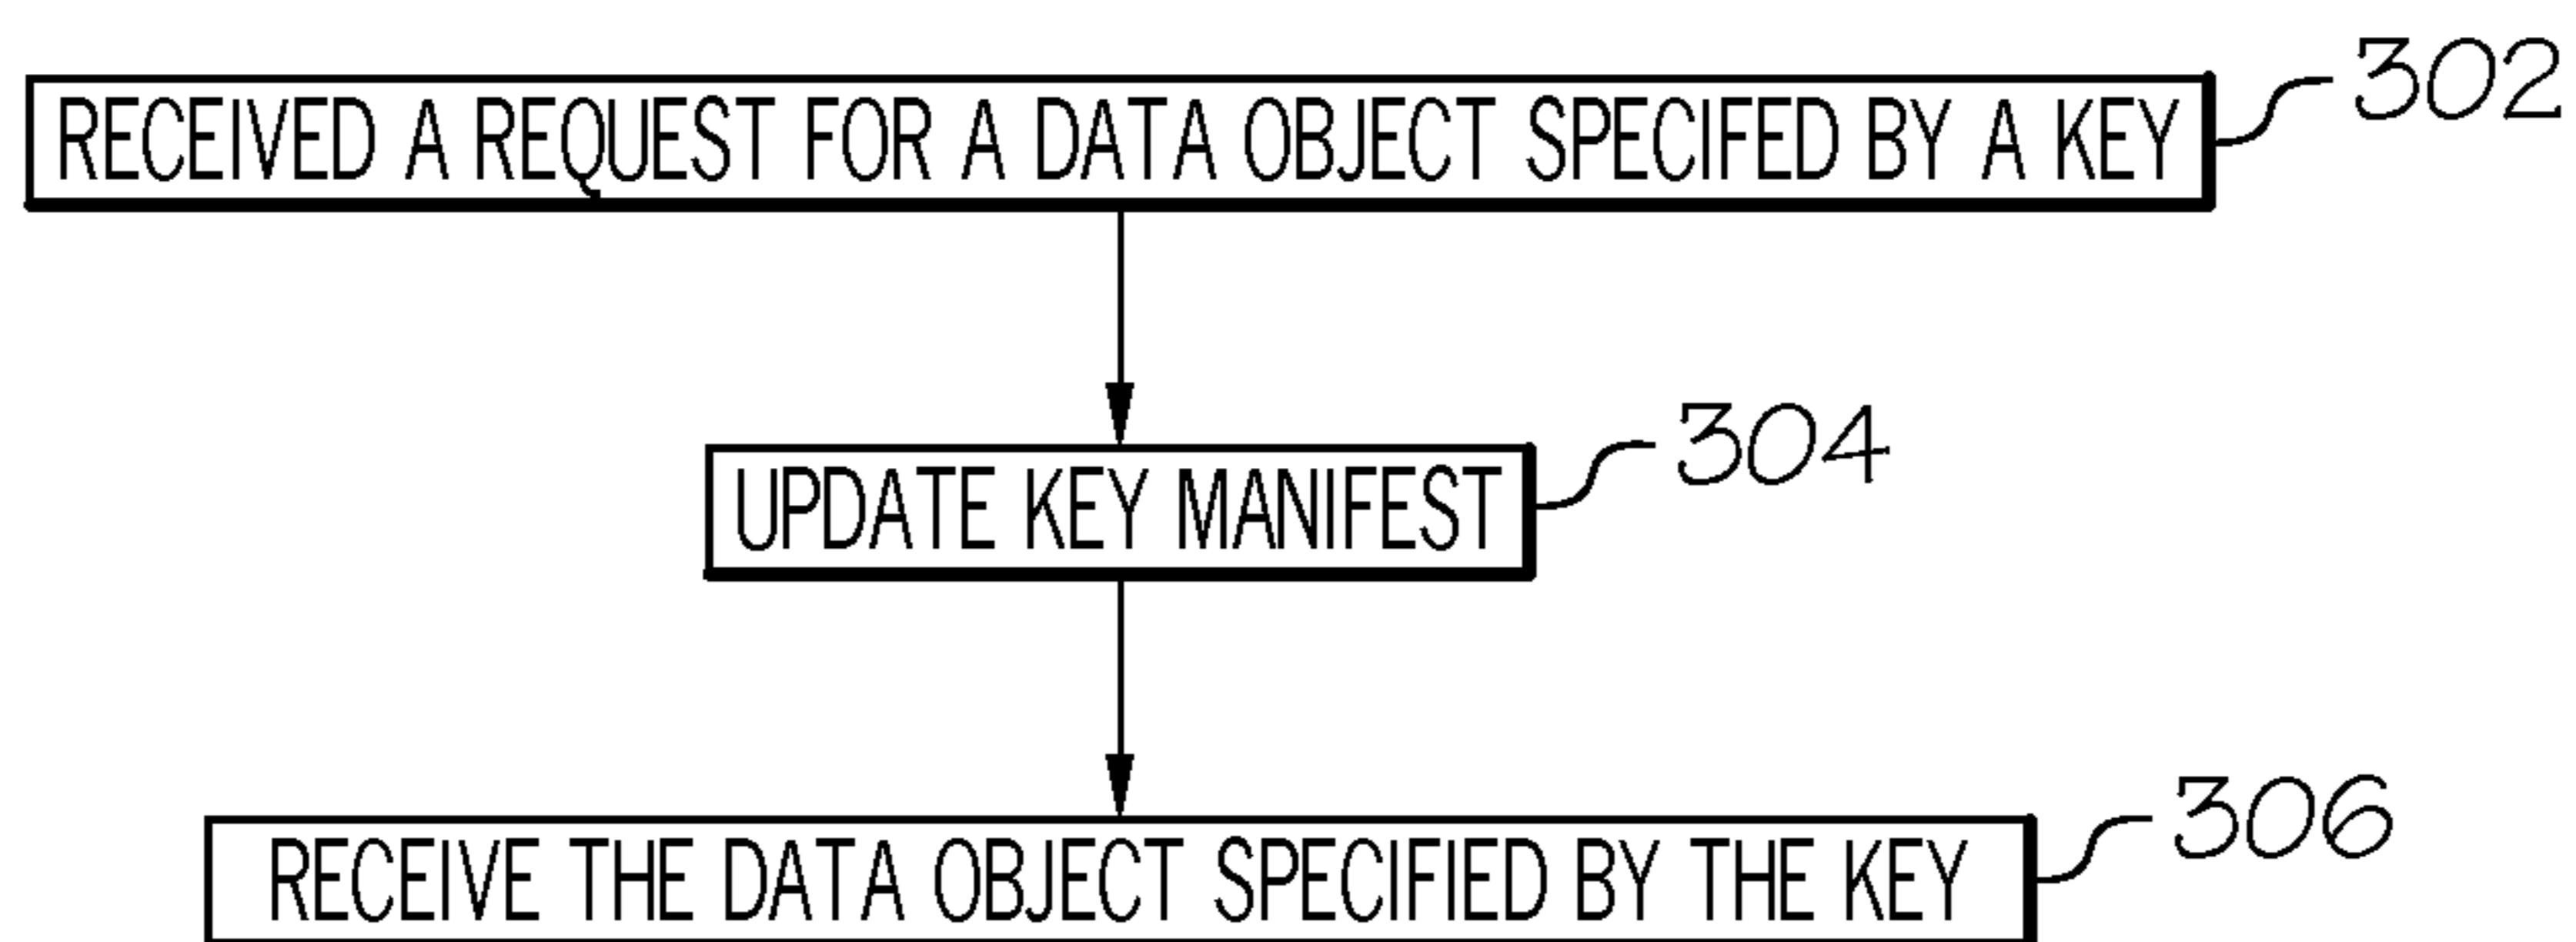 RECEIVED A REQUEST FOR A DATA OBJECT SPECIFED BY A KEY
302
UPDATE KEY MANIFEST
304
RECEIVE THE DATA OBJECT SPECIFIED BY THE KEY
306